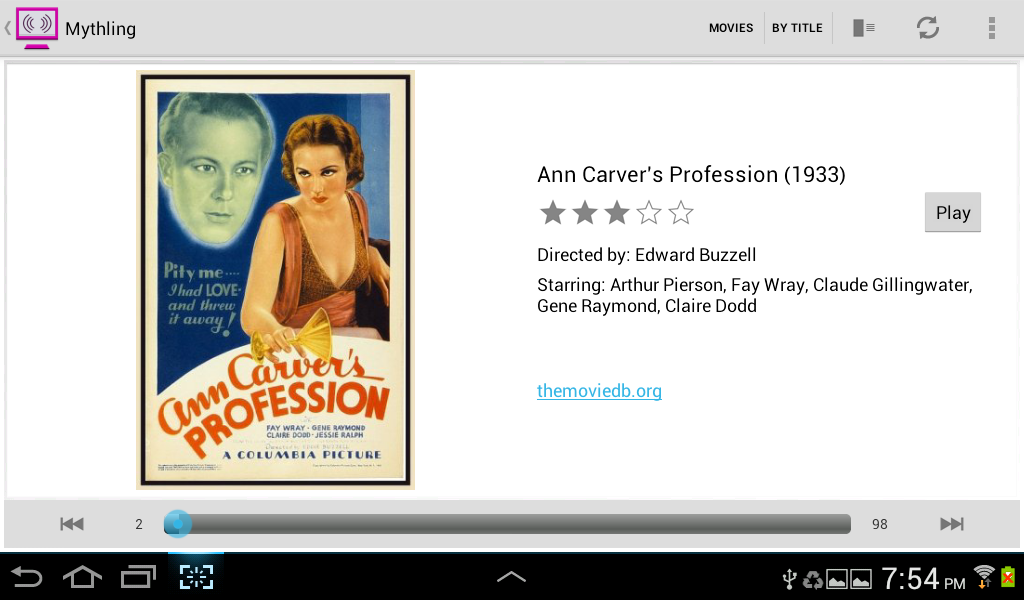 Mythling
MOVIES
BY TITLE
Pity me....
I had LOVE-
and threw
it away!
Ann Carver's
PROFESSION
FAY WRAY · GENE RAYMOND
CLAIRE DODD · JESSIE RALPH
A COLUMBIA PICTURE
Ann Carver's Profession (1933)
Play
Directed by: Edward Buzzell
Starring: Arthur Pierson, Fay Wray, Claude Gillingwater,
Gene Raymond, Claire Dodd
themoviedb.org
2
98
7:54 PM